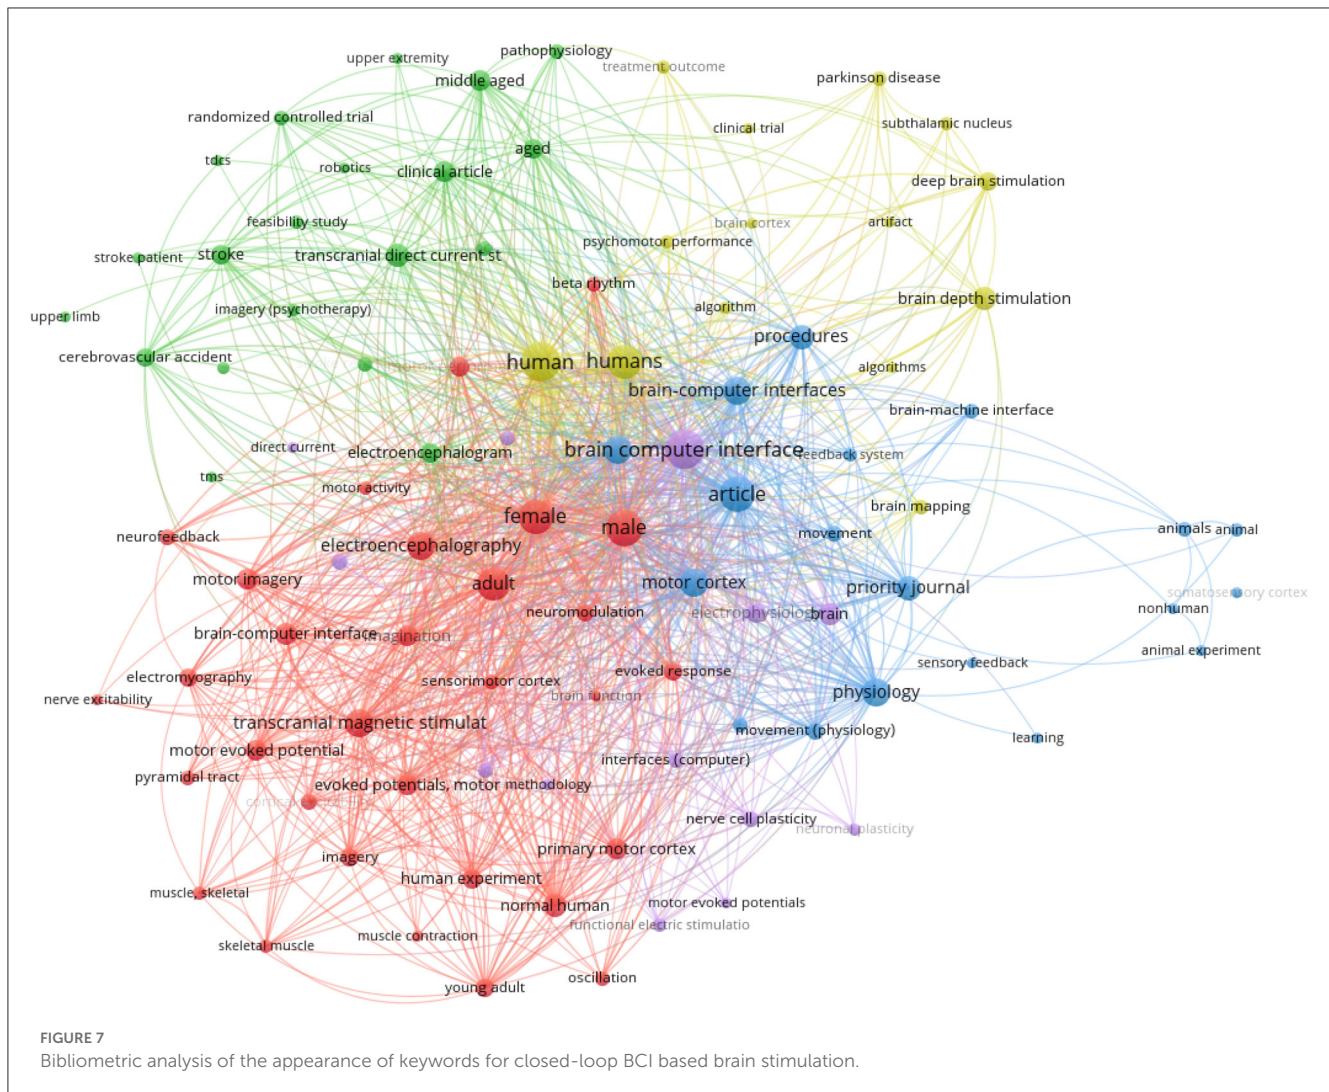 pathophysiology
upper extremity
treatment outcome
middle aged
parkinson disease
randomized controlled trial
clinical trial
subthalamic nucleus
aged
tdcs
robotics
clinical article
deep brain stimulation
feasibility study
brain cortex
artifact
psychomotor performance
stroke patient
stroke
transcranial direct current st
beta rhythm
brain depth stimulation
imagery (psychotherapy)
algorithm
upper limb
procedures
cerebrovascular accident
human
humans
algorithms
brain-computer interfaces
brain-machine interface
direct current
electroencephalogram
brain computer interface
feedback system
tms
motor activity
article
brain mapping
female
male
movement
animals
animal
neurofeedback
electroencephalography
motor imagery
adult
motor cortex
priority journal
somatosensory cortex
neuromodulation
electrophysiology
brain
nonhuman
brain-computer interface
imagination
animal experiment
electromyography
sensorimotor cortex
evoked response
sensory feedback
nerve excitability
brain function
physiology
transcranial magnetic stimulat
movement (physiology)
learning
motor evoked potential
interfaces (computer)
pyramidal tract
evoked potentials, motor
methodology
nerve cell plasticity
neuronal plasticity
imagery
primary motor cortex
human experiment
muscle, skeletal
normal human
motor evoked potentials
functional electric stimulatio
skeletal muscle
muscle contraction
oscillation
young adult
FIGURE 7
Bibliometric analysis of the appearance of keywords for closed-loop BCI based brain stimulation.